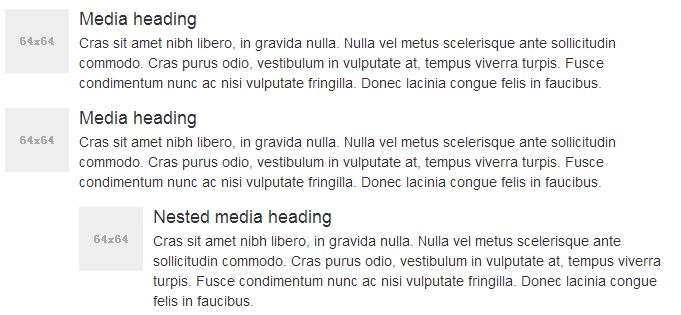 64x64
Media heading
Cras sit amet nibh libero, in gravida nulla. Nulla vel metus scelerisque ante sollicitudin
commodo. Cras purus odio, vestibulum in vulputate at, tempus viverra turpis. Fusce
condimentum nunc ac nisi vulputate fringilla. Donec lacinia congue felis in faucibus.
64x64
Media heading
Cras sit amet nibh libero, in gravida nulla. Nulla vel metus scelerisque ante sollicitudin
commodo. Cras purus odio, vestibulum in vulputate at, tempus viverra turpis. Fusce
condimentum nunc ac nisi vulputate fringilla. Donec lacinia congue felis in faucibus.
64x64
Nested media heading
Cras sit amet nibh libero, in gravida nulla. Nulla vel metus scelerisque ante
sollicitudin commodo. Cras purus odio, vestibulum in vulputate at, tempus viverra
turpis. Fusce condimentum nunc ac nisi vulputate fringilla. Donec lacinia congue
felis in faucibus.